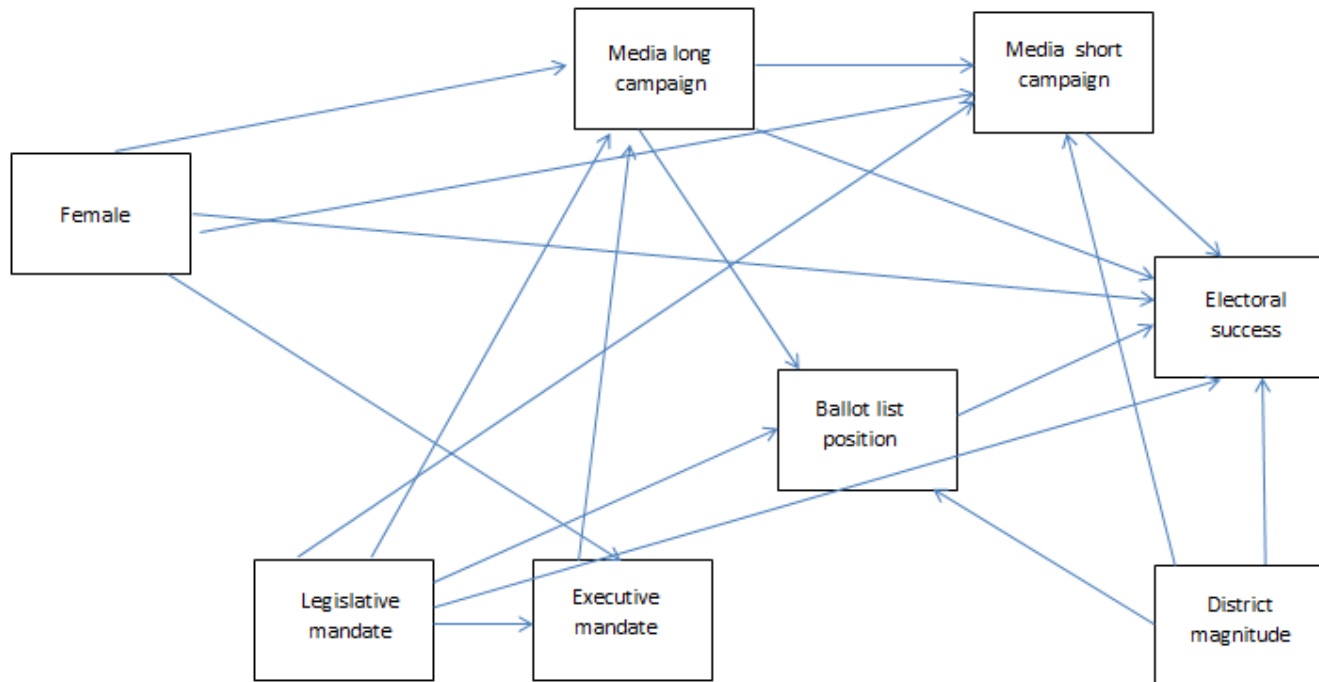 Media long
campaign
Media short
campaign
Female
Electoral
success
Ballot list
position
Legislative
mandate
Executive
mandate
District
magnitude